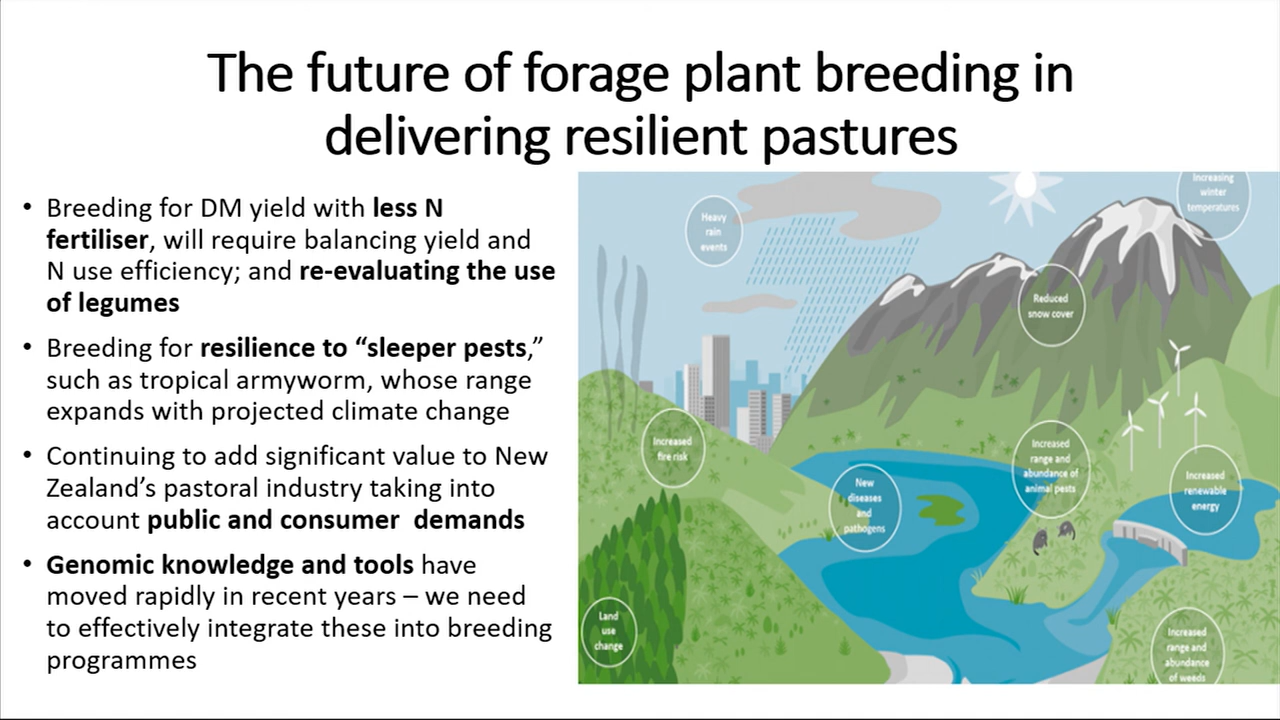 The future of forage plant breeding in
delivering resilient pastures
• Breeding for DM yield with less N
fertiliser, will require balancing yield and
N use efficiency; and re-evaluating the use
of legumes
• Breeding for resilience to “sleeper pests,”
such as tropical armyworm, whose range
expands with projected climate change
• Continuing to add significant value to New
Zealand’s pastoral industry taking into
account public and consumer  demands
• Genomic knowledge and tools have
moved rapidly in recent years – we need
to effectively integrate these into breeding
programmes
Increasing
winter
temperatures
Heavy
rain
events
Reduced
snow cover
Increased
fire risk
Increased
range and
abundance of
animal pests
New
diseases
and
pathogens
Increased
renewable
energy
Land
use
change
Increased
range and
abundance
of weeds